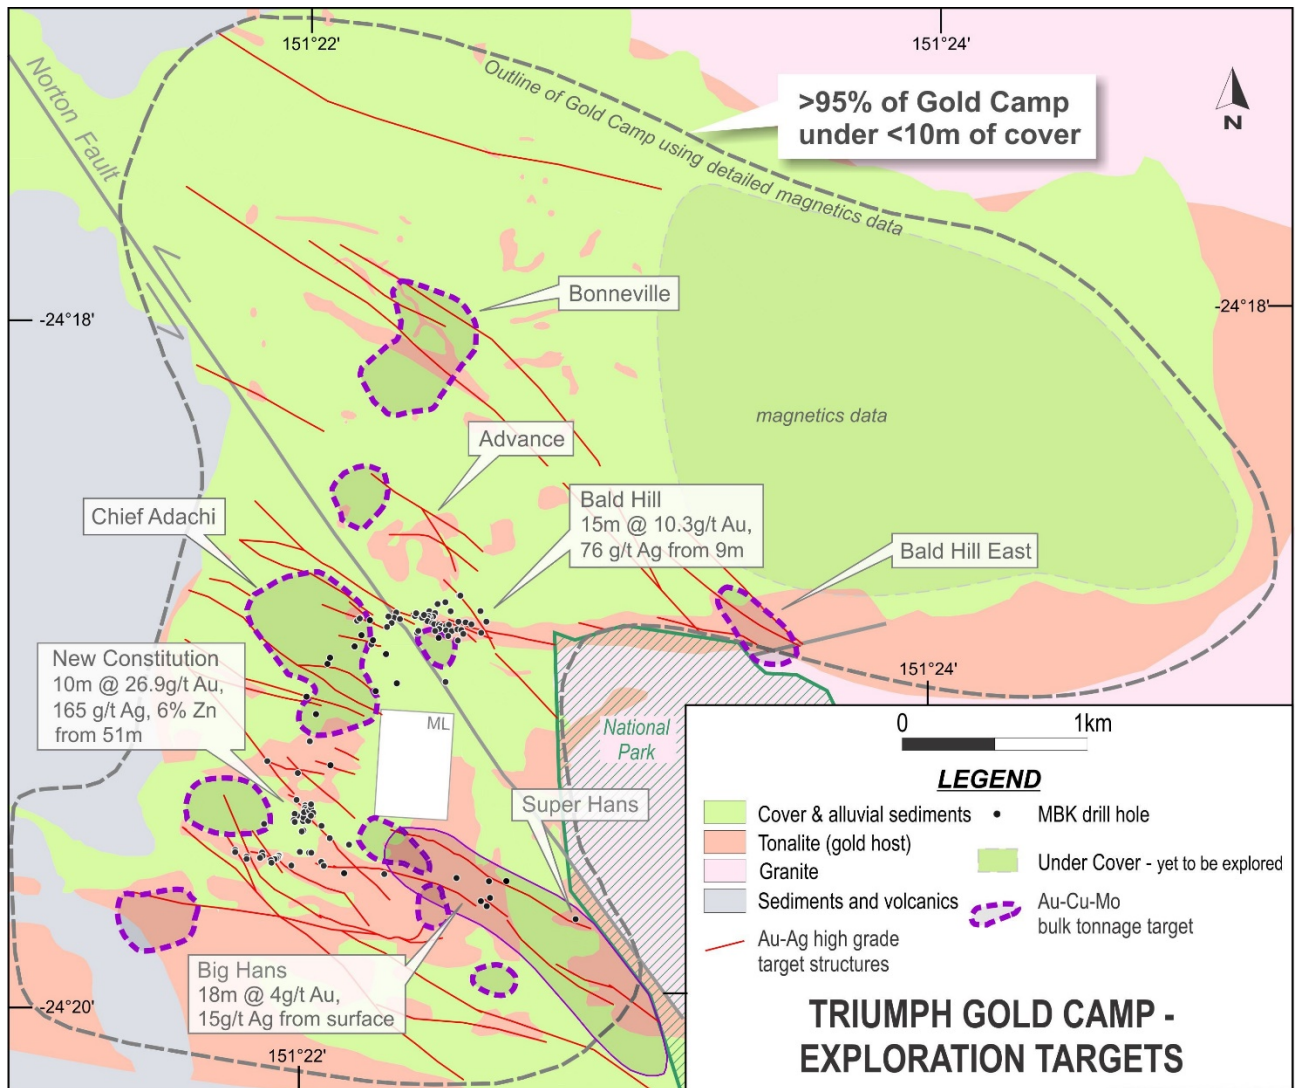 151°22'
151°24'
Norton Fault
Outline of Gold Camp using detailed magnetics data
>95% of Gold Camp
under <10m of cover
N
Bonneville
-24°18'
-24°18'
magnetics data
Advance
Chief Adachi
Bald Hill
15m @ 10.3g/t Au,
76 g/t Ag from 9m
Bald Hill East
New Constitution
10m @ 26.9g/t Au,
165 g/t Ag, 6% Zn
from 51m
151°24'
ML
National
Park
Super Hans
0 1km
LEGEND
Cover & alluvial sediments
MBK drill hole
Tonalite (gold host)
Under Cover - yet to be explored
Granite
Sediments and volcanics
Au-Cu-Mo
bulk tonnage target
Au-Ag high grade
target structures
Big Hans
18m @ 4g/t Au,
15g/t Ag from surface
-24°20'
151°22'
TRIUMPH GOLD CAMP -
EXPLORATION TARGETS